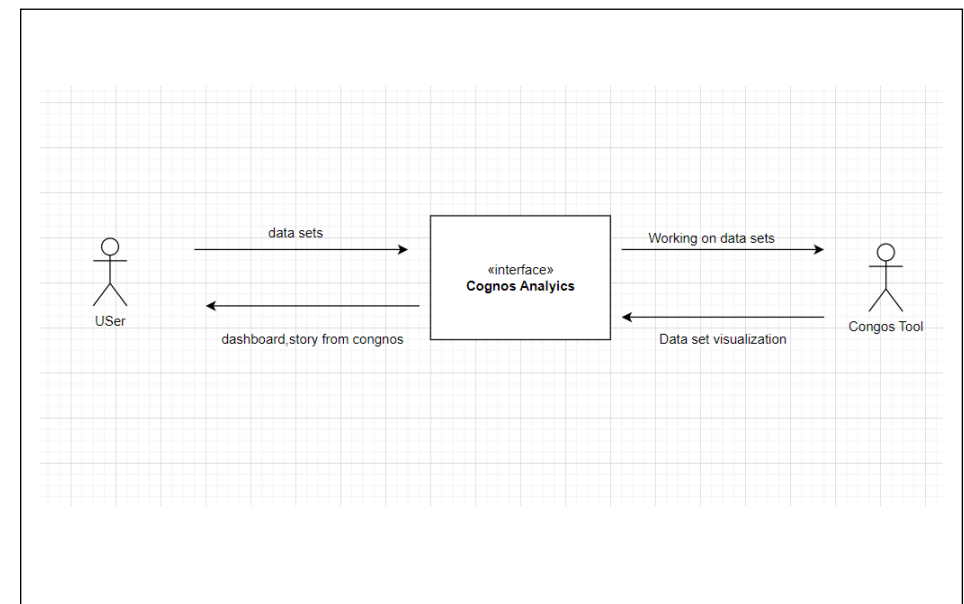 data sets
Working on data sets
«interface»
Cognos Analyics
USer
Congos Tool
dashboard,story from congnos
Data set visualization